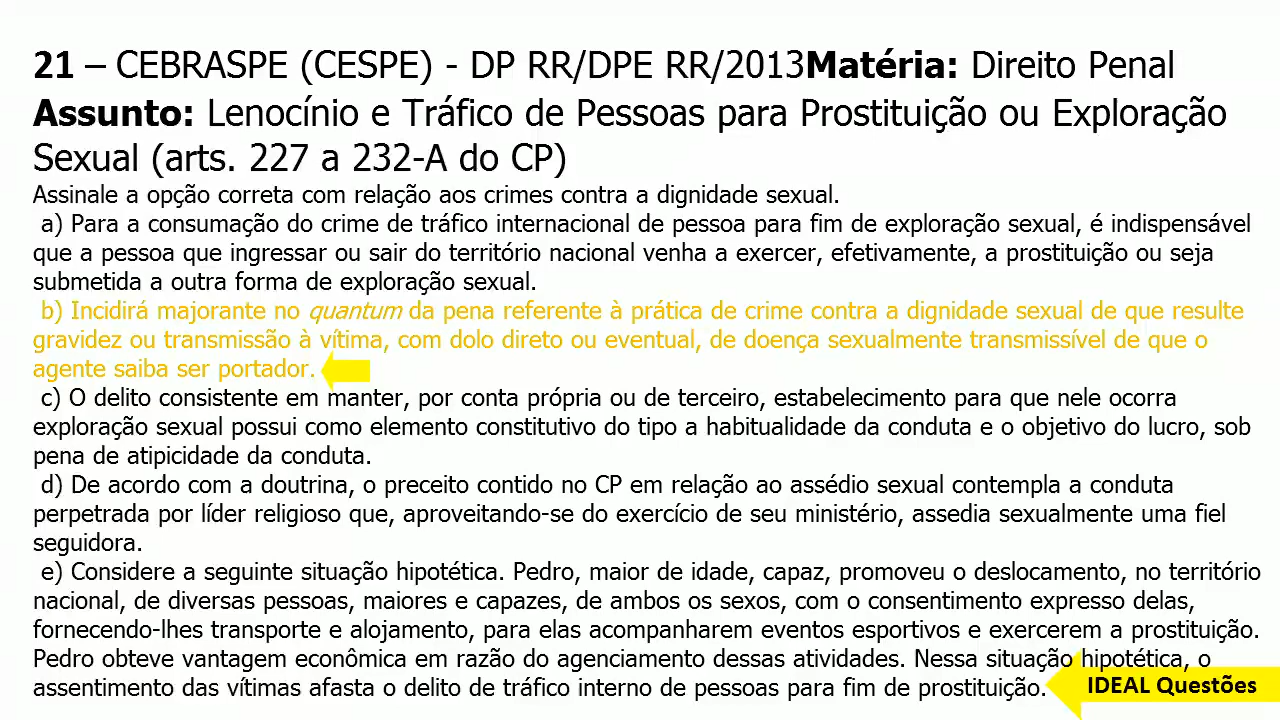 21 – CEBRASPE (CESPE) - DP RR/DPE RR/2013Matéria: Direito Penal
Assunto: Lenocínio e Tráfico de Pessoas para Prostituição ou Exploração
Sexual (arts. 227 a 232-A do CP)
Assinale a opção correta com relação aos crimes contra a dignidade sexual.
a) Para a consumação do crime de tráfico internacional de pessoa para fim de exploração sexual, é indispensável
que a pessoa que ingressar ou sair do território nacional venha a exercer, efetivamente, a prostituição ou seja
submetida a outra forma de exploração sexual.
b) Incidirá majorante no quantum da pena referente à prática de crime contra a dignidade sexual de que resulte
gravidez ou transmissão à vítima, com dolo direto ou eventual, de doença sexualmente transmissível de que o
agente saiba ser portador.
c) O delito consistente em manter, por conta própria ou de terceiro, estabelecimento para que nele ocorra
exploração sexual possui como elemento constitutivo do tipo a habitualidade da conduta e o objetivo do lucro, sob
pena de atipicidade da conduta.
d) De acordo com a doutrina, o preceito contido no CP em relação ao assédio sexual contempla a conduta
perpetrada por líder religioso que, aproveitando-se do exercício de seu ministério, assedia sexualmente uma fiel
seguidora.
e) Considere a seguinte situação hipotética. Pedro, maior de idade, capaz, promoveu o deslocamento, no território
nacional, de diversas pessoas, maiores e capazes, de ambos os sexos, com o consentimento expresso delas,
fornecendo-lhes transporte e alojamento, para elas acompanharem eventos esportivos e exercerem a prostituição.
Pedro obteve vantagem econômica em razão do agenciamento dessas atividades. Nessa situação hipotética, o
assentimento das vítimas afasta o delito de tráfico interno de pessoas para fim de prostituição.
IDEAL Questões